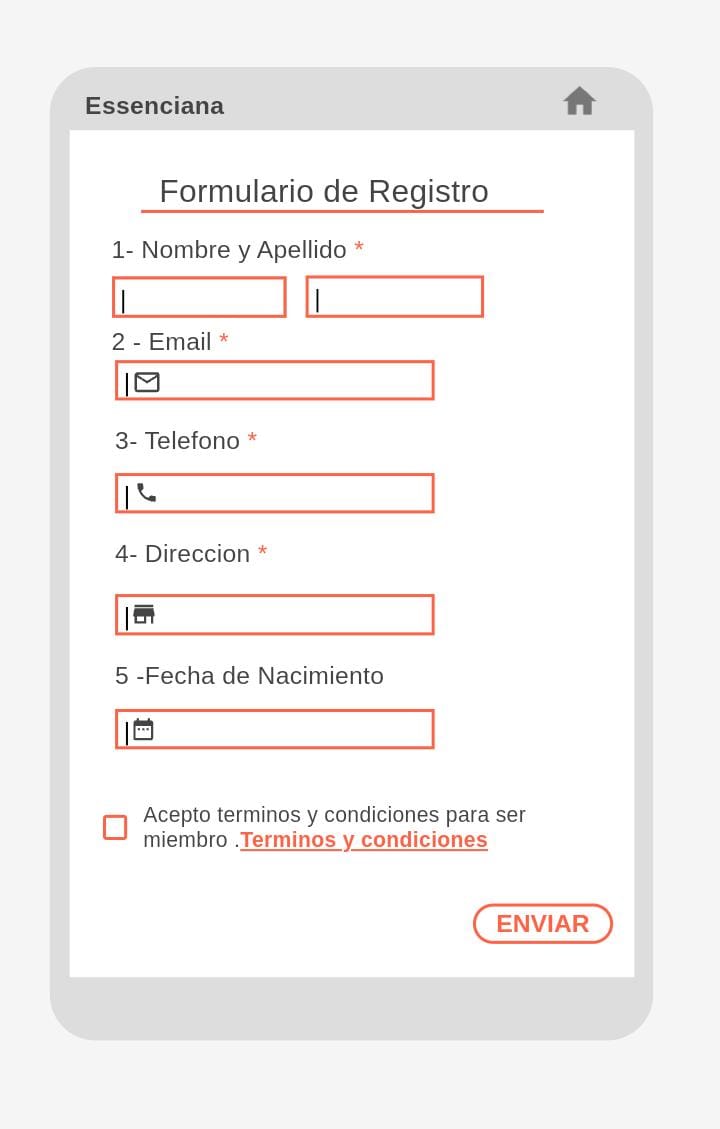 Essenciana
Formulario de Registro
1- Nombre y Apellido *
2 - Email *
3- Telefono *
4- Direccion *
5 -Fecha de Nacimiento
Acepto terminos y condiciones para ser
miembro .Terminos y condiciones
ENVIAR